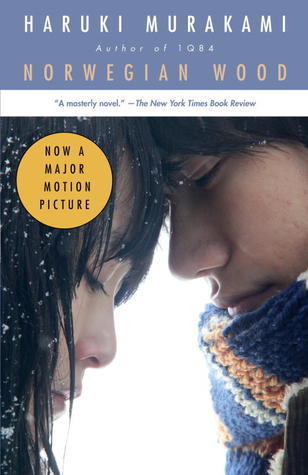 HARUKI MURAKAMI
Author of 1Q84
NORWEGIAN WOOD
"A masterly novel." —The New York Times Book Review
NOW A
MAJOR
MOTION
PICTURE